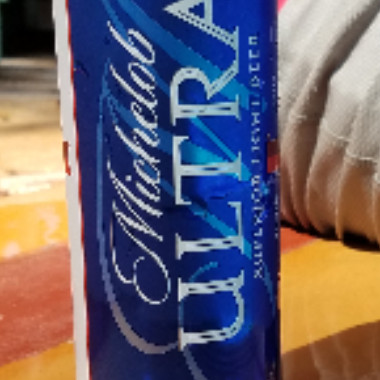 Michelob
ULTRA
SUPERIOR LIGHT BEER